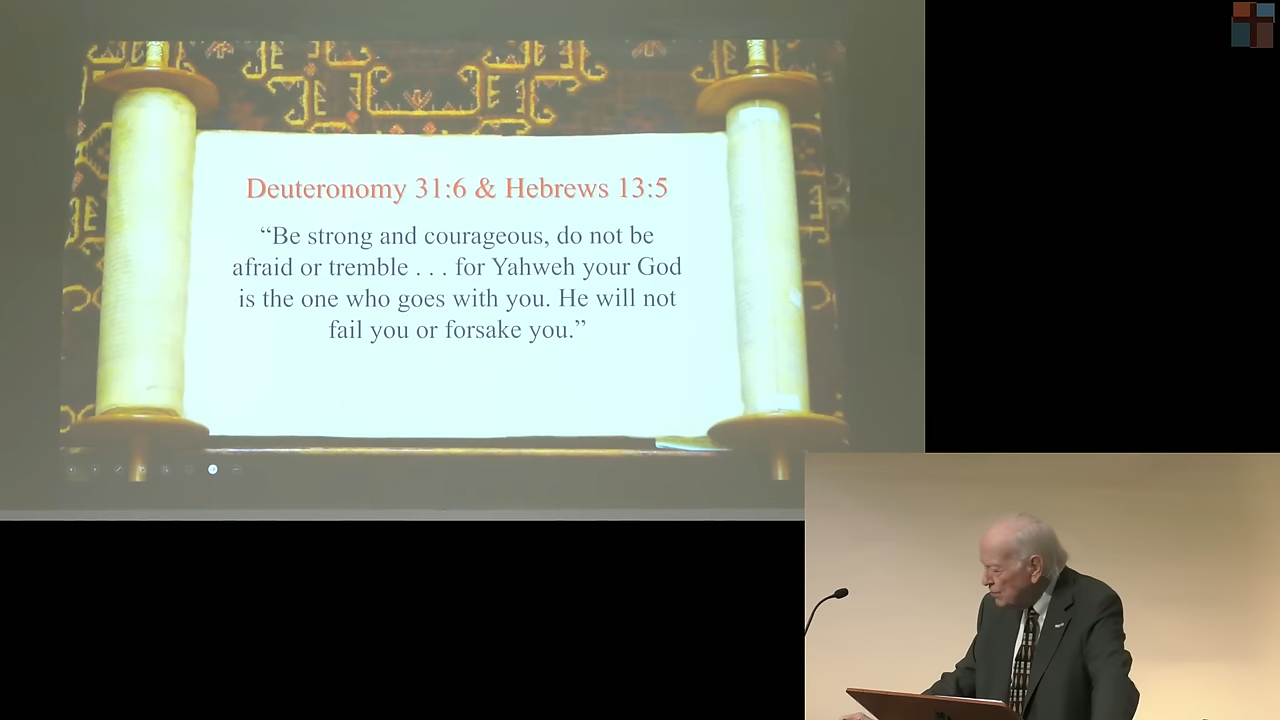 Deuteronomy 31:6 & Hebrews 13:5
“Be strong and courageous, do not be
afraid or tremble . . . for Yahweh your God
is the one who goes with you. He will not
fail you or forsake you.”